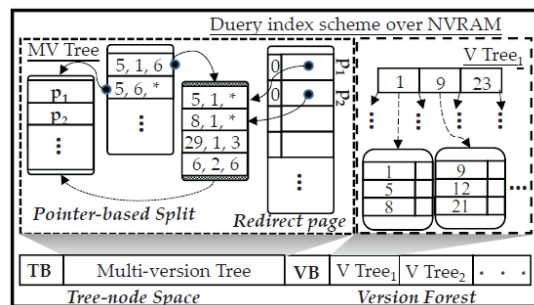 Duery index scheme over NVRAM
MV Tree
5, 1, 6
5, 6, *
⋮
p1
p2
⋮
5, 1, *
8, 1, *
29, 1, 3
6, 2, 6
0
0
⋮
p1
p2
Pointer-based Split
Redirect page
V Tree1
1 9 23
⋮ ⋮ ⋮
1
5
8
9
12
21
...
TB Multi-version Tree VB V Tree1 V Tree2 . . .
Tree-node Space Version Forest